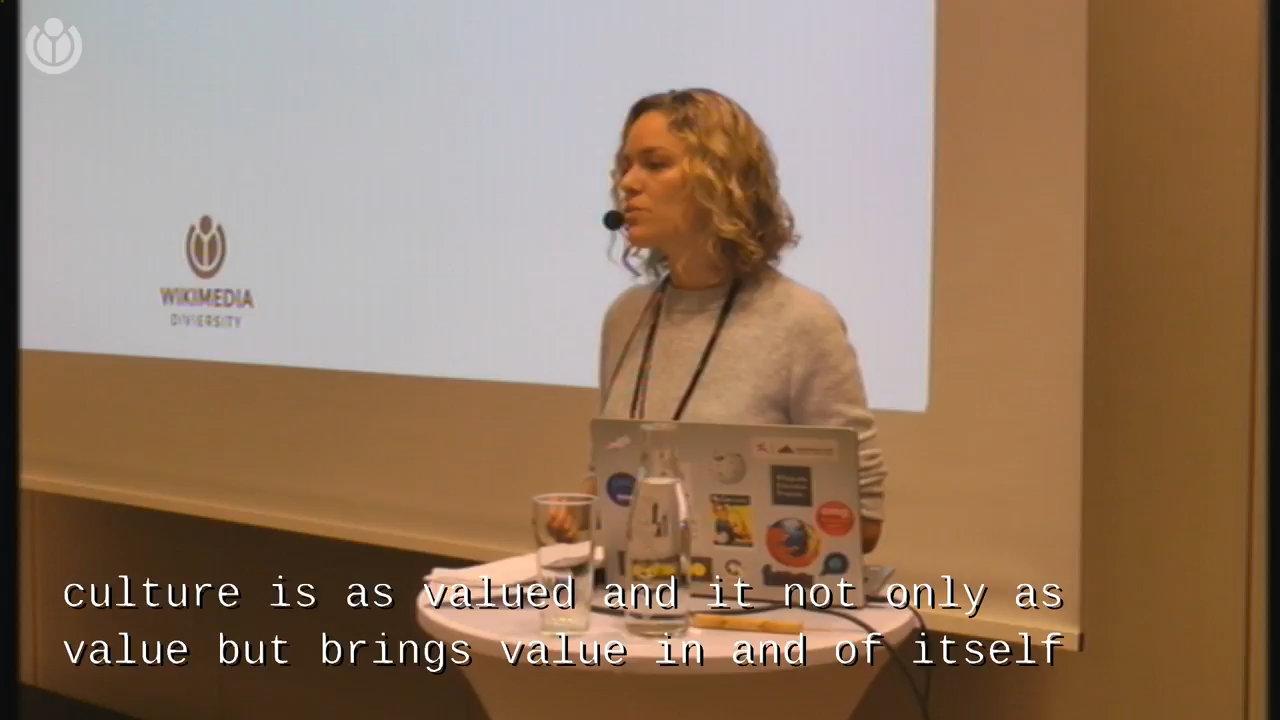 WIKIMEDIA
DIVERSITY
culture is as valued and it not only as
value but brings value in and of itself